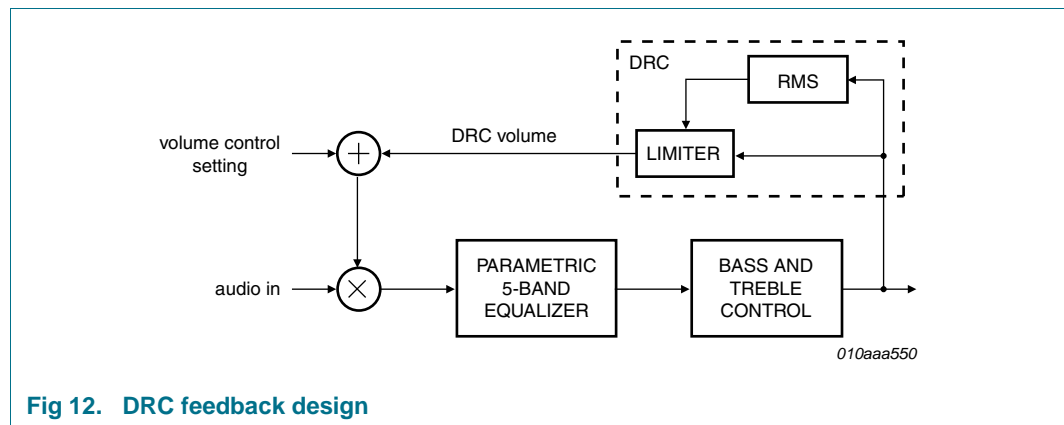 DRC
RMS
volume control
setting
+
DRC volume
LIMITER
audio in
×
PARAMETRIC
5-BAND
EQUALIZER
BASS AND
TREBLE
CONTROL
010aaa550
Fig 12. DRC feedback design